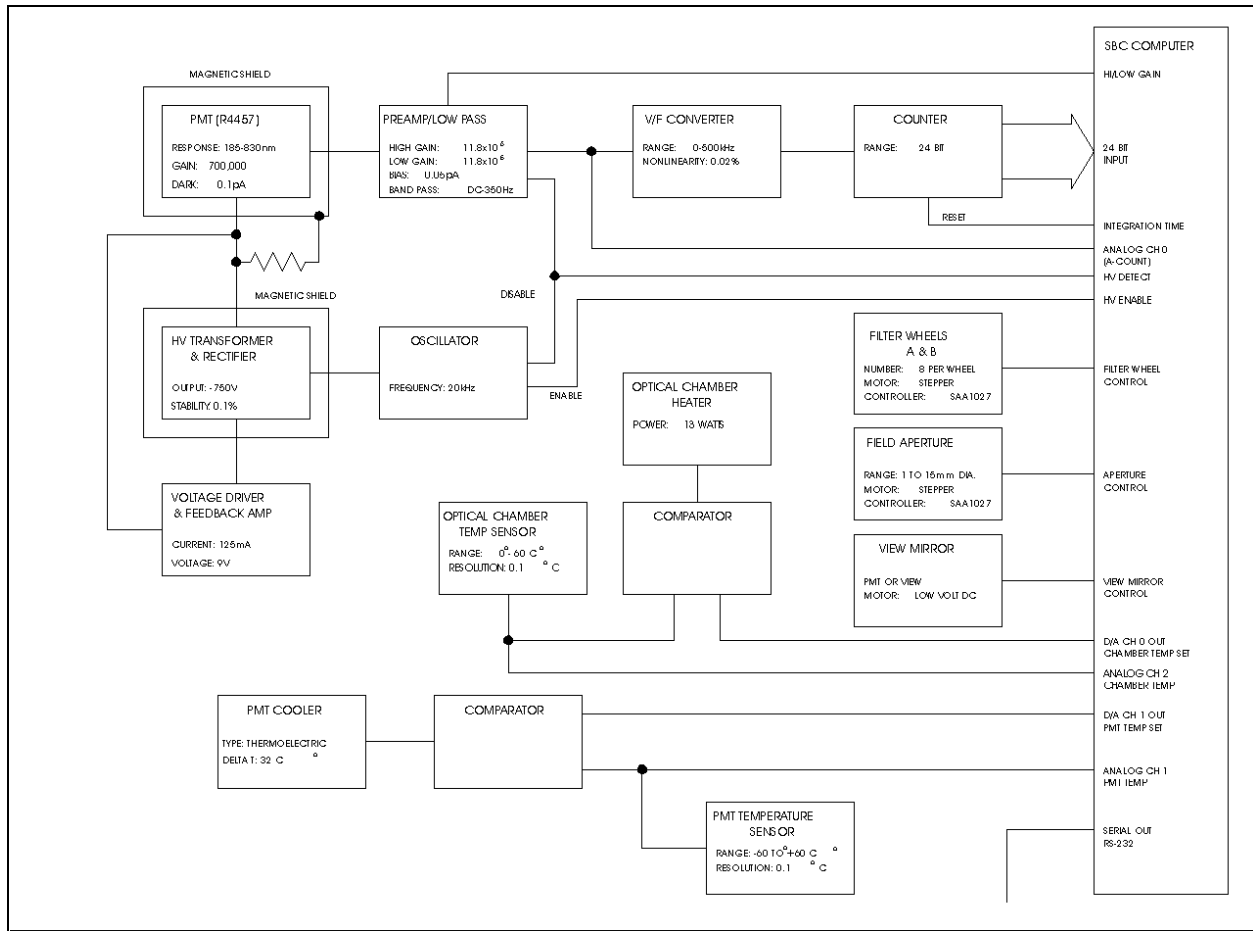 SBC COMPUTER
MAGNETIC SHIELD
HI/LOW GAIN
PMT (R4457)
RESPONSE: 185-830nm
GAIN: 700,000
DARK: 0.1pA
PREAMP/LOW PASS
HIGH GAIN: 11.8x10
LOW GAIN: 11.8x10⁶
BIAS: 0.05pA
BAND PASS: DC-350Hz
V/F CONVERTER
RANGE: 0-500kHz
NONLINEARITY: 0.02%
COUNTER
RANGE: 24 BIT
24 BIT
INPUT
RESET
INTEGRATION TIME
ANALOG CH 0
(A-COUNT)
HV DETECT
DISABLE
MAGNETIC SHIELD
HV ENABLE
HV TRANSFORMER
& RECTIFIER
OUTPUT: -750V
STABILITY: 0.1%
OSCILLATOR
FREQUENCY: 20kHz
ENABLE
FILTER WHEELS
A & B
NUMBER: 8 PER WHEEL
MOTOR: STEPPER
CONTROLLER: SAA1027
FILTER WHEEL
CONTROL
OPTICAL CHAMBER
HEATER
POWER: 13 WATTS
FIELD APERTURE
RANGE: 1 TO 15mm DIA.
MOTOR: STEPPER
CONTROLLER: SAA1027
APERTURE
CONTROL
VOLTAGE DRIVER
& FEEDBACK AMP
CURRENT: 125mA
VOLTAGE: 9V
OPTICAL CHAMBER
TEMP SENSOR
RANGE: 0°- 60 C°
RESOLUTION: 0.1 ° C
COMPARATOR
VIEW MIRROR
PMT OR VIEW
MOTOR: LOW VOLT DC
VIEW MIRROR
CONTROL
D/A CH 0 OUT
CHAMBER TEMP SET
ANALOG CH 2
CHAMBER TEMP
PMT COOLER
TYPE: THERMOELECTRIC
DELTA T: 32 C °
COMPARATOR
D/A CH 1 OUT
PMT TEMP SET
ANALOG CH 1
PMT TEMP
PMT TEMPERATURE
SENSOR
RANGE: -60 TO°+60 C °
RESOLUTION: 0.1 ° C
SERIAL OUT
RS-232